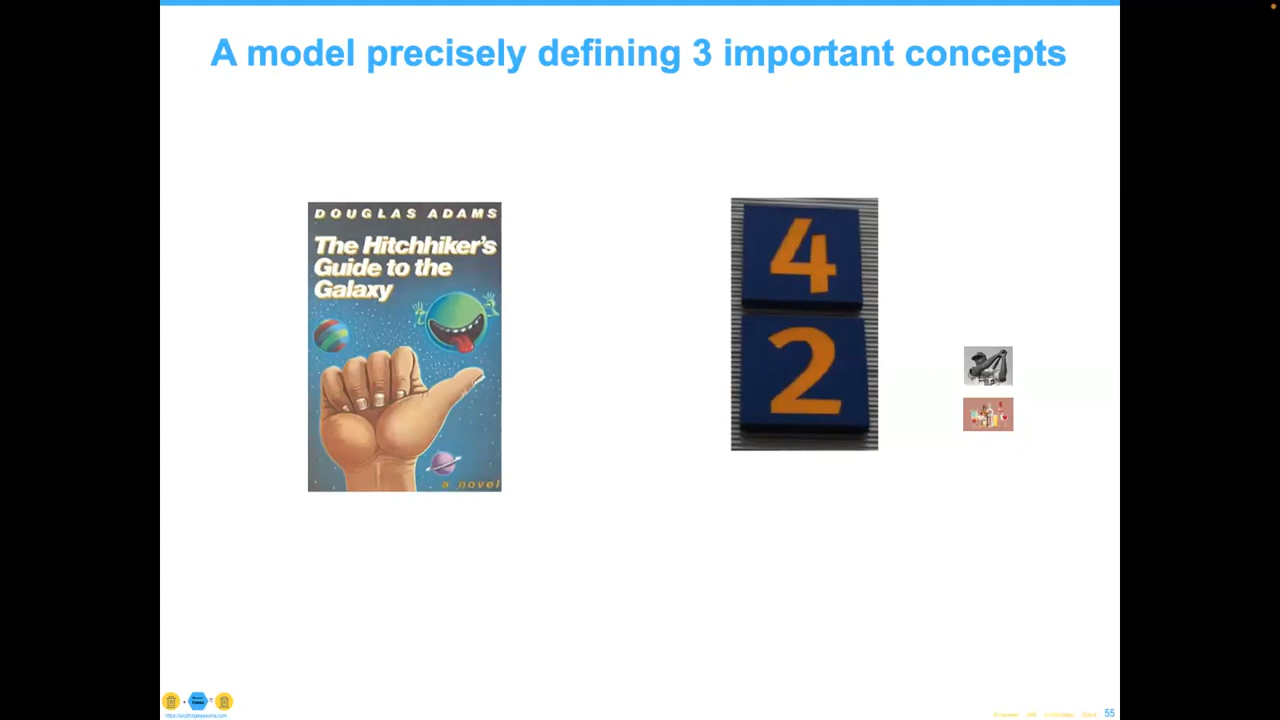 A model precisely defining 3 important concepts
DOUGLAS ADAMS
The Hitchhiker's
Guide to the
Galaxy
a novel
4
2
55